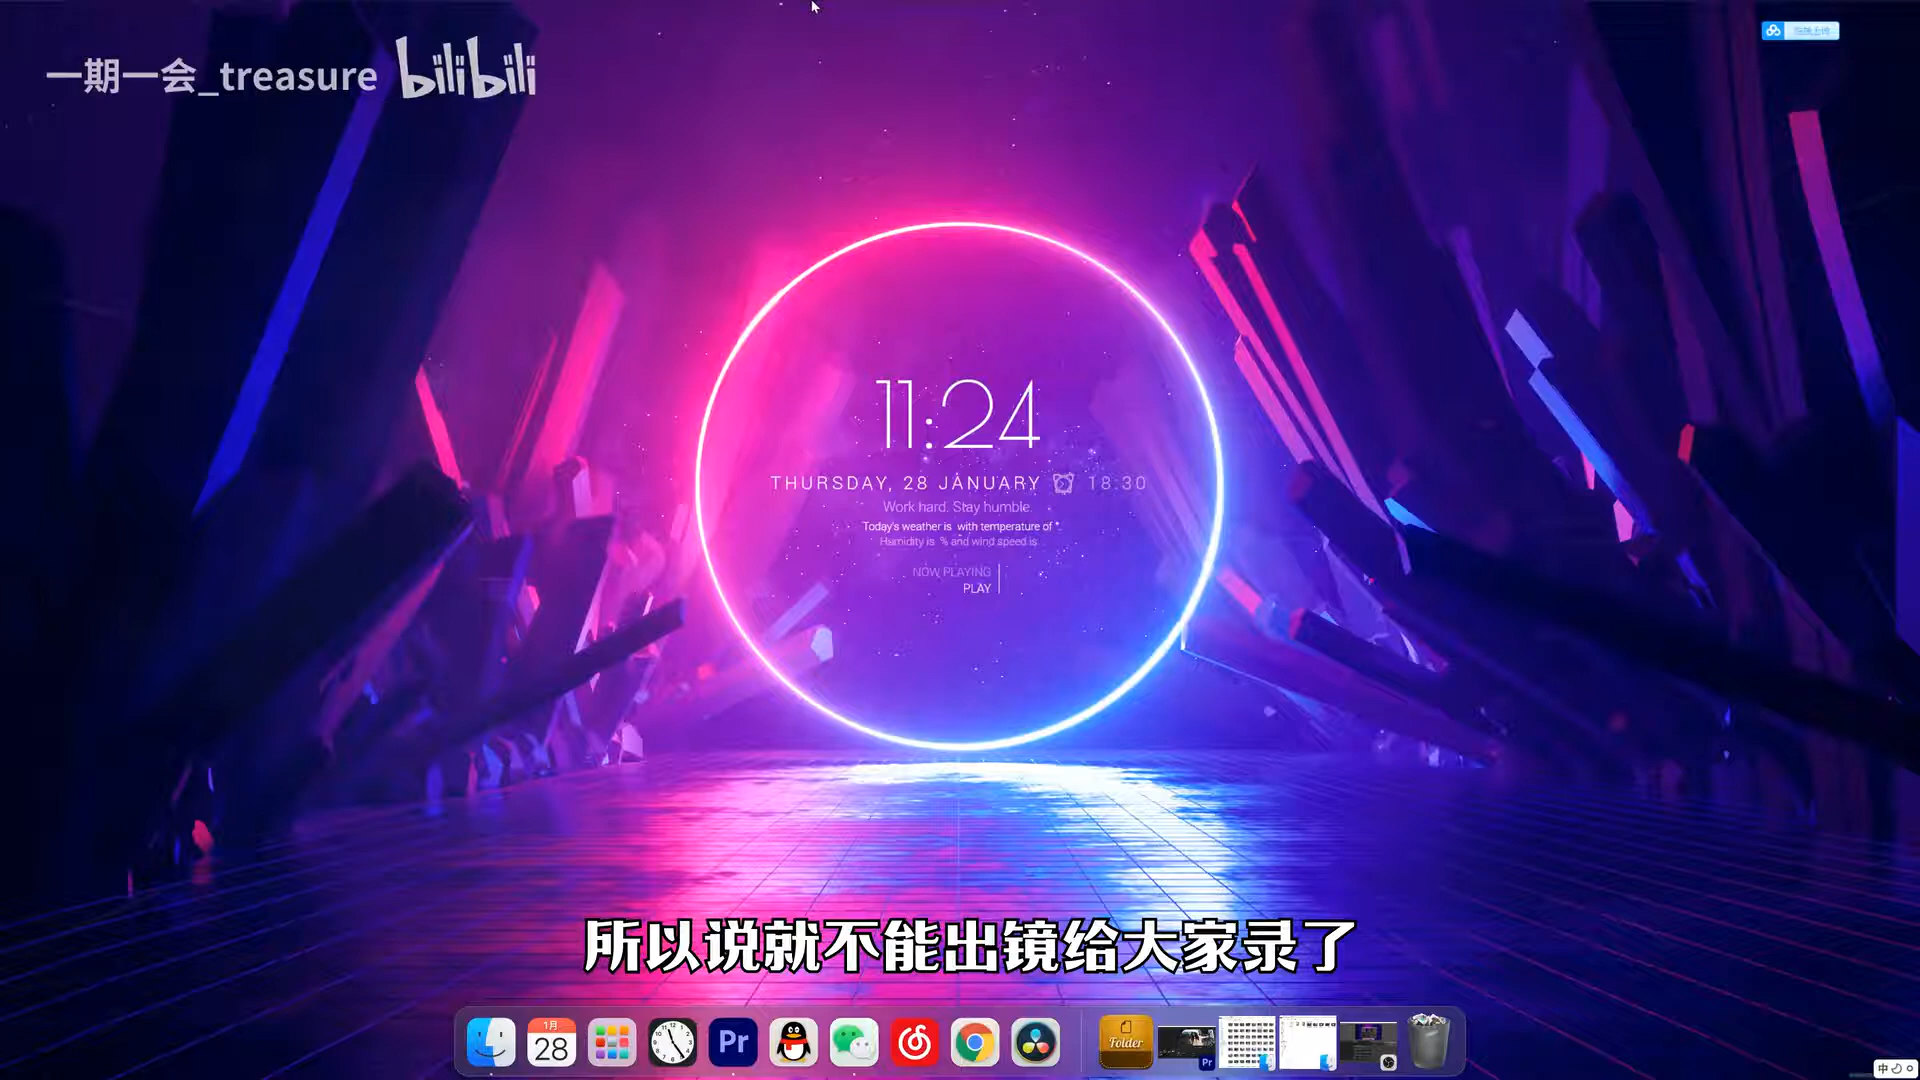 一期一会_treasure bilibili
11:24
THURSDAY, 28 JANUARY 18:30
Work hard. Stay humble.
Today's weather is with temperature of °.
Humidity is % and wind speed is
NOW PLAYING
PLAY
所以说就不能出镜给大家录了
1月
28
Pr
Folder
Pr
中